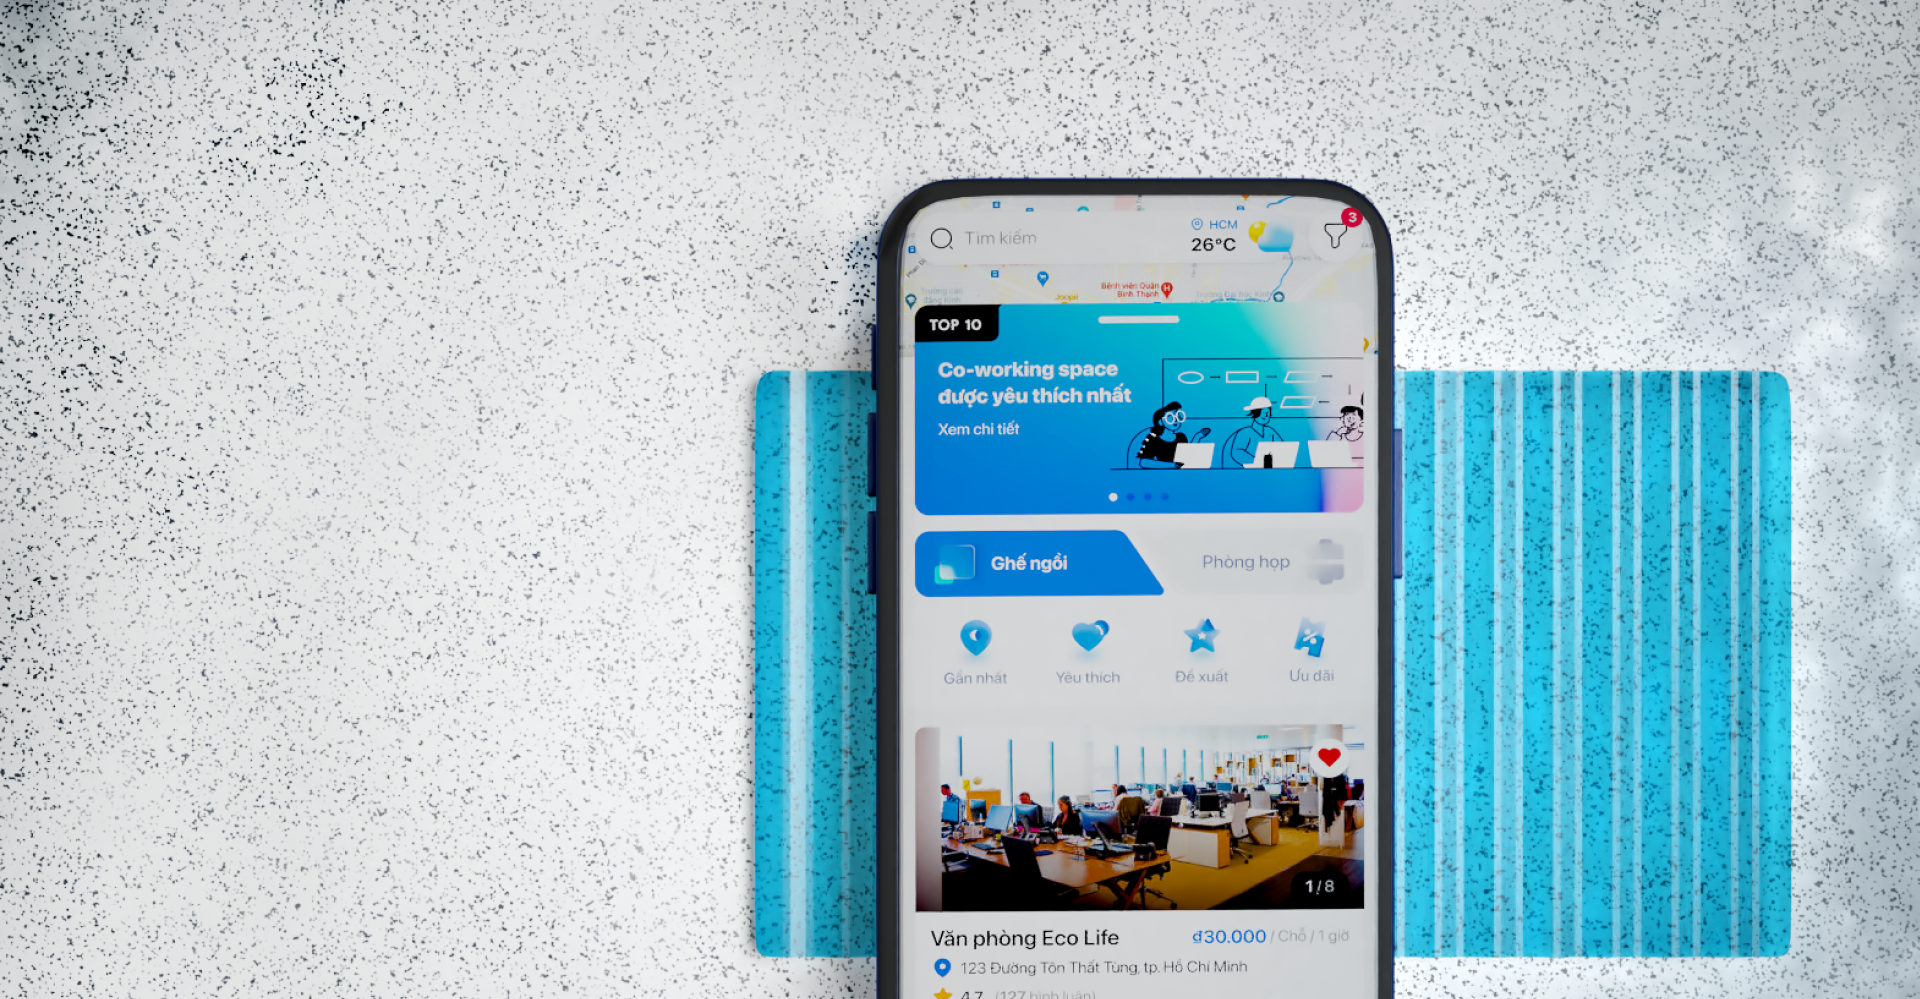 Tìm kiếm
HCM
26°C
3
Bệnh viện Quận
Bình Thạnh
TOP 10
Co-working space
được yêu thích nhất
Xem chi tiết
Ghế ngồi
Phòng họp
Gần nhất
Yêu thích
Đề xuất
Ưu đãi
1/8
Văn phòng Eco Life
đ30.000 / Chỗ / 1 giờ
123 Đường Tôn Thất Tùng, tp. Hồ Chí Minh
4.7 (127 bình luận)